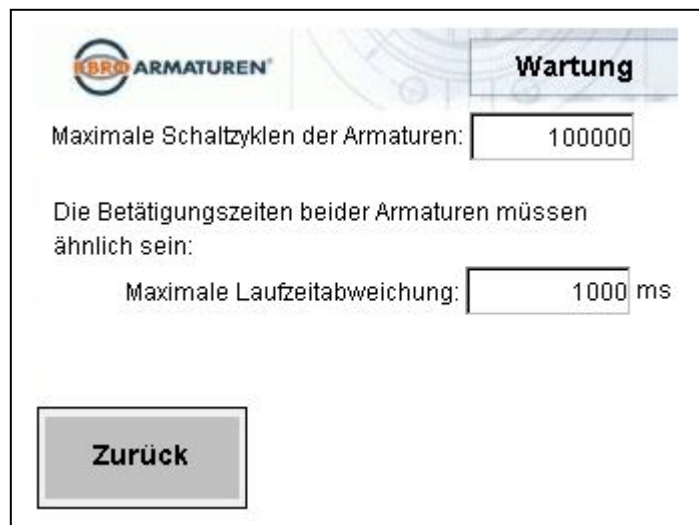 EBRO ARMATUREN®
Wartung
Maximale Schaltzyklen der Armaturen: 100000
Die Betätigungszeiten beider Armaturen müssen
ähnlich sein:
Maximale Laufzeitabweichung: 1000 ms
Zurück